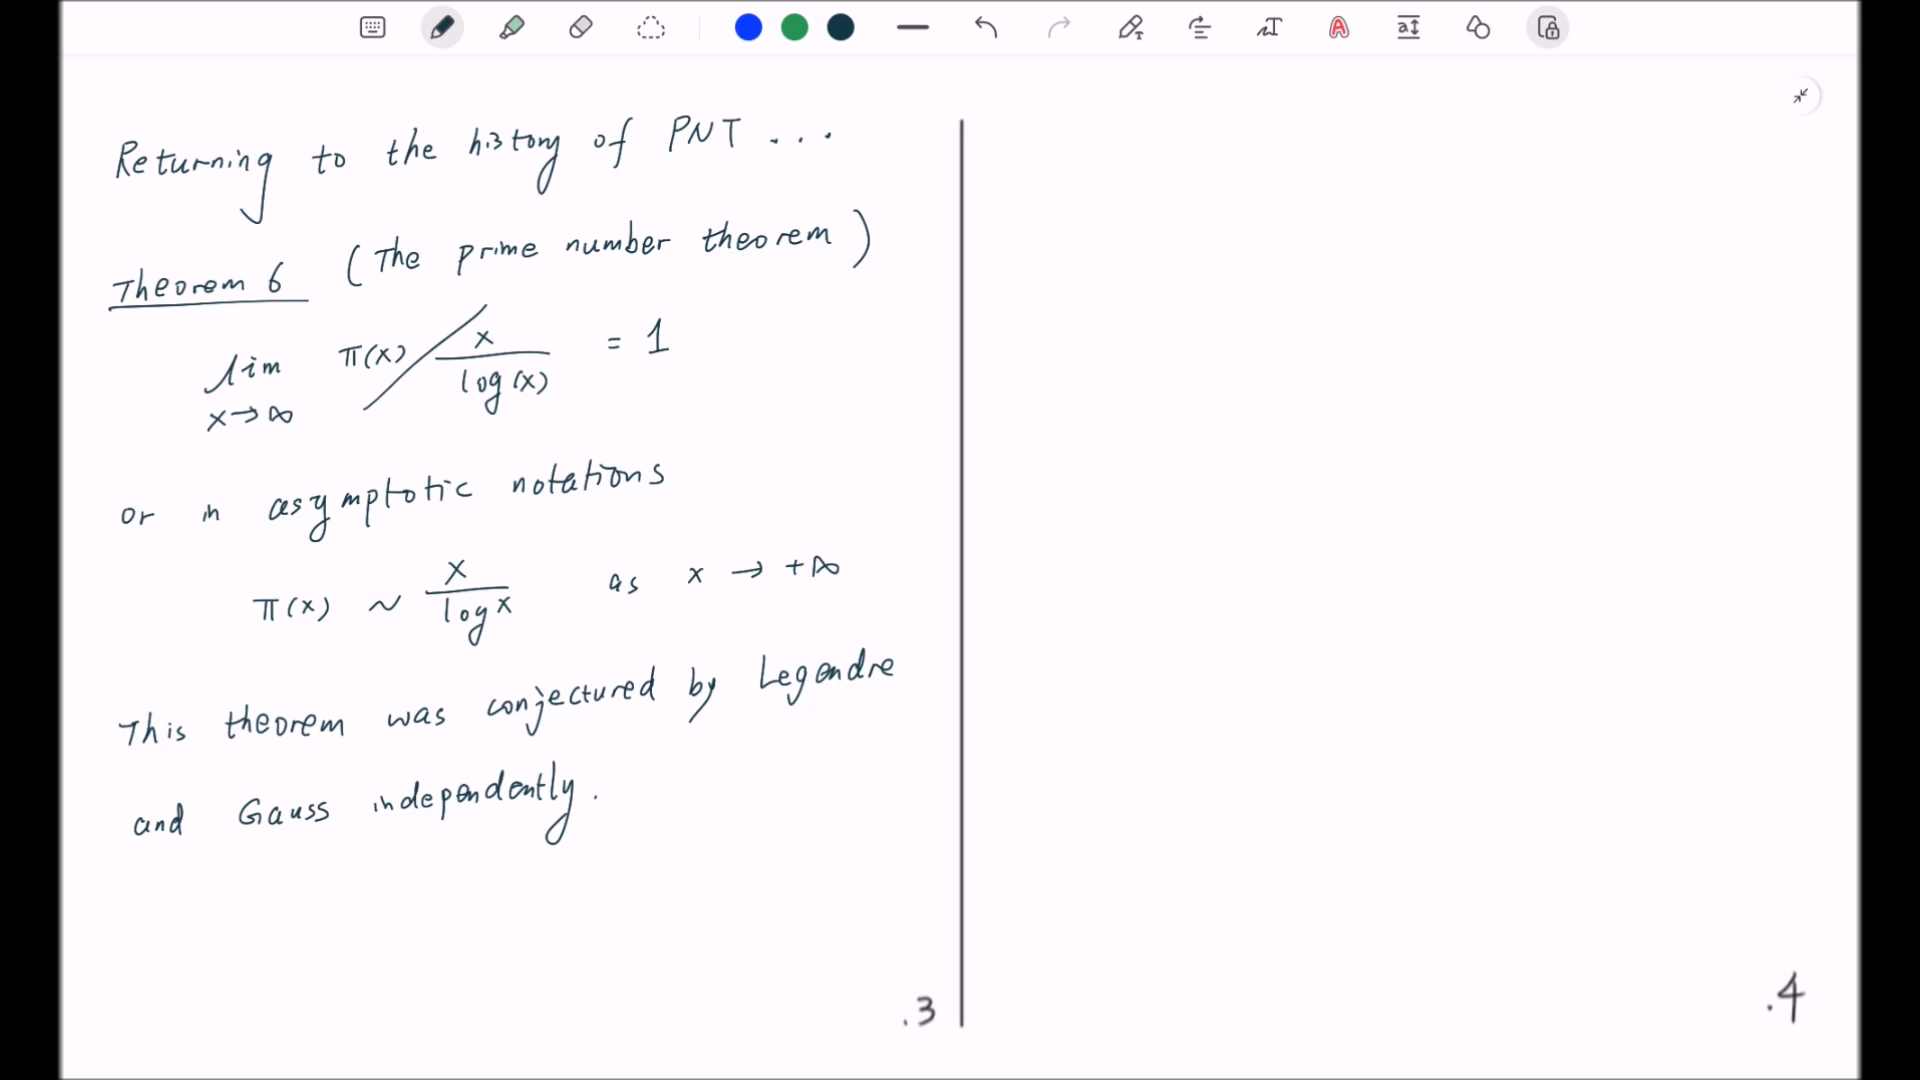 Returning to the history of PNT ...
Theorem 6 (The prime number theorem)
lim x→∞ π(x) / x/log(x) = 1
or in asymptotic notations
π(x) ~ x/log x as x → +∞
This theorem was conjectured by Legendre
and Gauss independently.
.3
.4